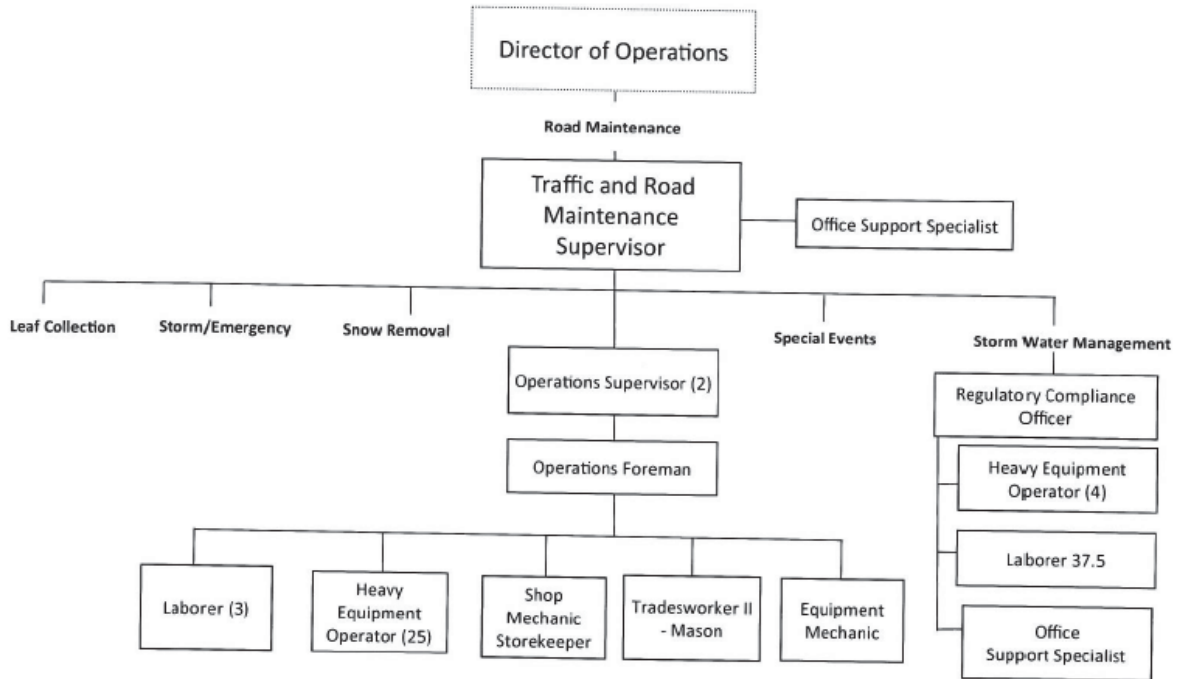 Director of Operations
Road Maintenance
Traffic and Road
Maintenance
Supervisor
Office Support Specialist
Leaf Collection
Storm/Emergency
Snow Removal
Special Events
Storm Water Management
Operations Supervisor (2)
Regulatory Compliance
Officer
Operations Foreman
Heavy Equipment
Operator (4)
Laborer 37.5
Office
Support Specialist
Laborer (3)
Heavy
Equipment
Operator (25)
Shop
Mechanic
Storekeeper
Tradesworker II
- Mason
Equipment
Mechanic